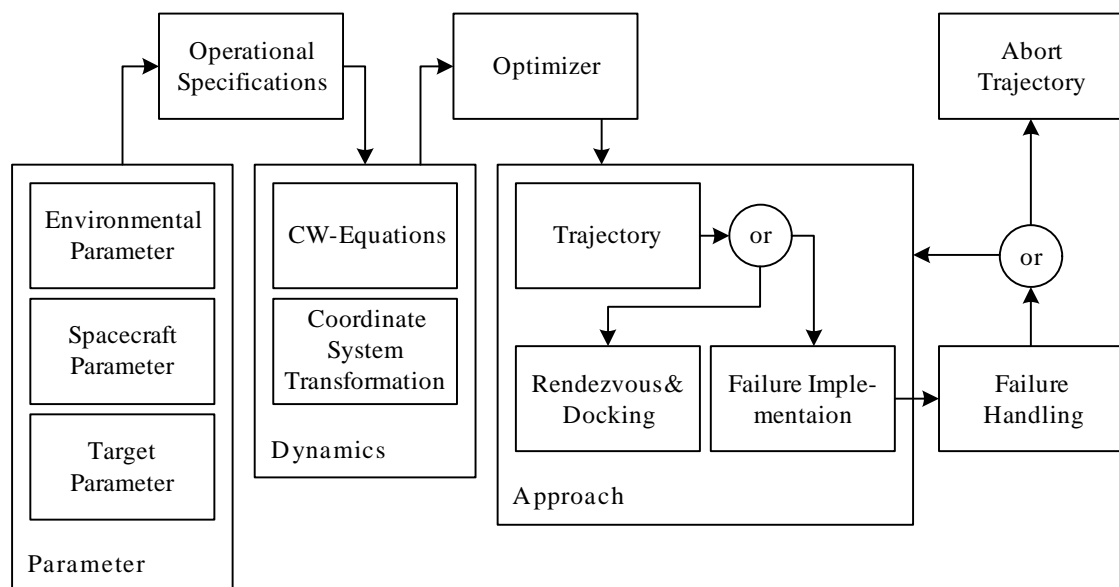 Operational
Specifications
Optimizer
Abort
Trajectory
Environmental
Parameter
Spacecraft
Parameter
Target
Parameter
Parameter
CW-Equations
Coordinate
System
Transformation
Dynamics
Trajectory
or
Rendezvous &
Docking
Failure Imple-
mentaion
Approach
or
Failure
Handling